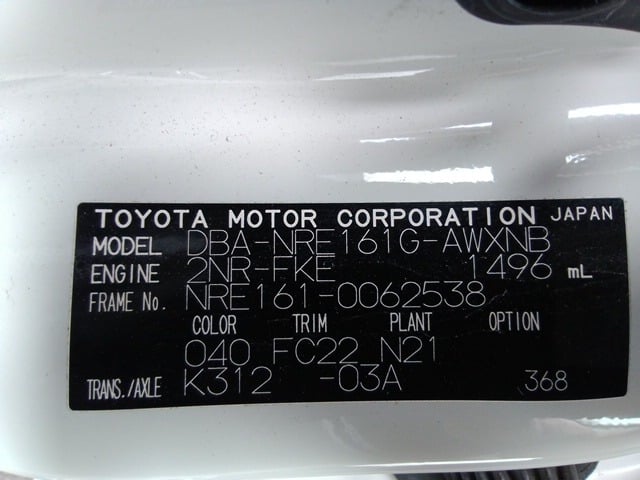 TOYOTA MOTOR CORPORATION JAPAN
MODEL DBA-NRE161G-AWXNB
ENGINE 2NR-FKE 1496 mL
FRAME No. NRE161-0062538
COLOR TRIM PLANT OPTION
040 FC22 N21
TRANS./AXLE K312 -03A 368